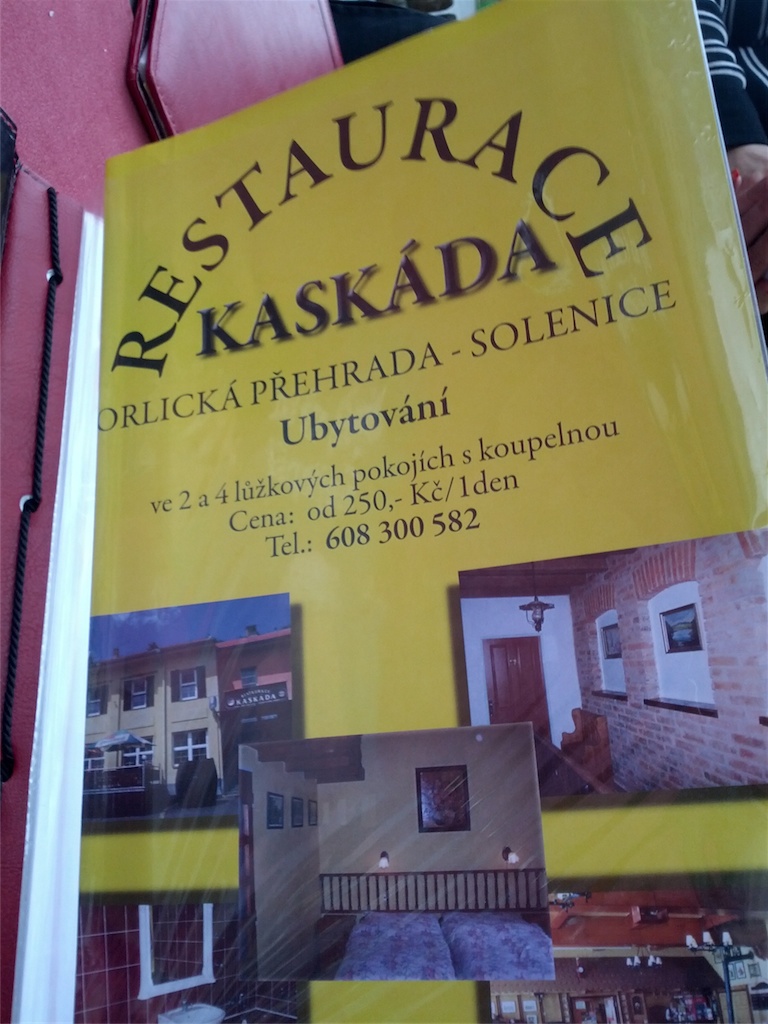 RESTAURACE
KASKÁDA
ORLICKÁ PŘEHRADA - SOLENICE
Ubytování
ve 2 a 4 lůžkových pokojích s koupelnou
Cena: od 250,- Kč/1den
Tel.: 608 300 582
KASKÁDA